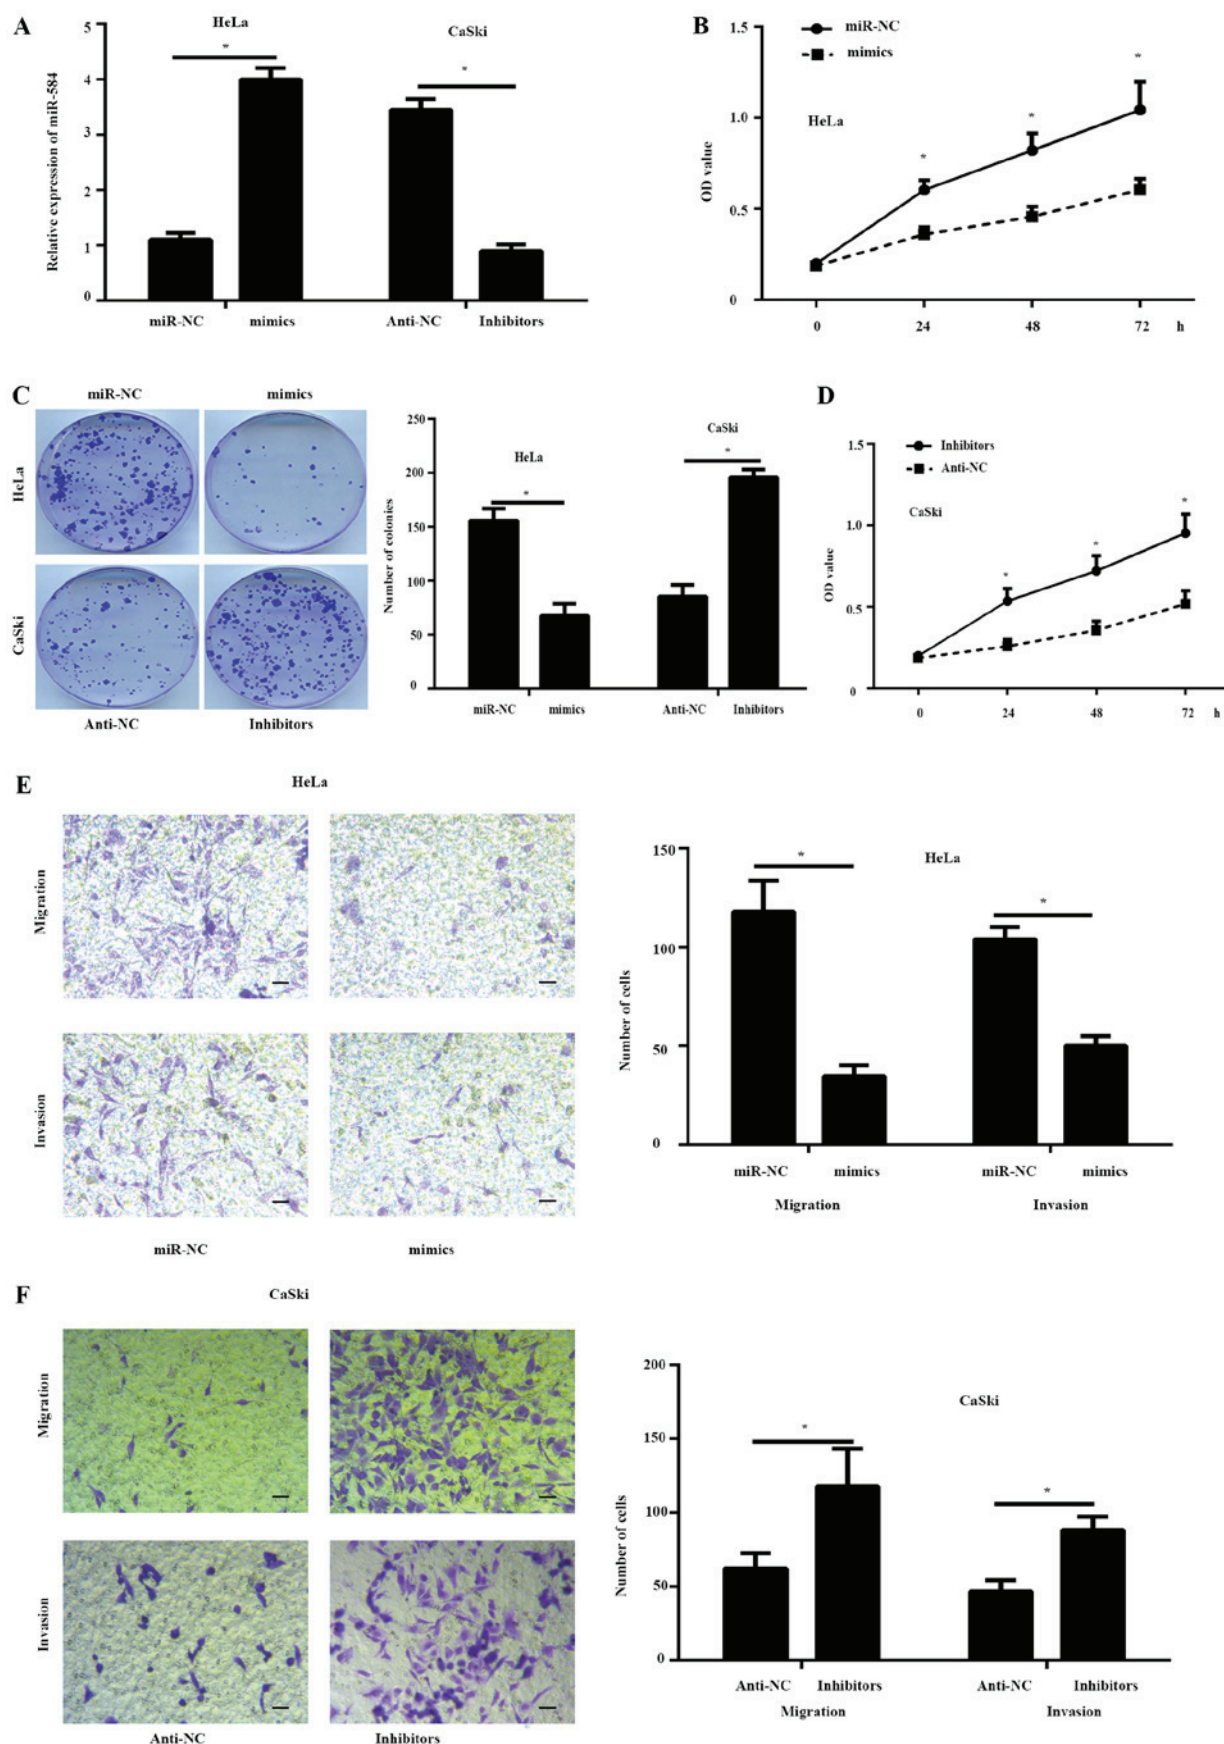 A
HeLa
CaSki
*
*
Relative expression of miR-584
5
4
3
2
1
0
miR-NC mimics Anti-NC Inhibitors
B
miR-NC
mimics
HeLa
OD value
1.5
1.0
0.5
0
*
*
*
0 24 48 72 h
C
miR-NC mimics
HeLa
CaSki
Anti-NC Inhibitors
Number of colonies
250
200
150
100
50
0
HeLa
*
CaSki
*
miR-NC mimics Anti-NC Inhibitors
D
Inhibitors
Anti-NC
CaSki
OD value
1.5
1.0
0.5
0
*
*
*
0 24 48 72 h
E
HeLa
Migration
Invasion
miR-NC mimics
Number of cells
150
100
50
0
HeLa
*
*
miR-NC mimics miR-NC mimics
Migration Invasion
F
CaSki
Migration
Invasion
Anti-NC Inhibitors
Number of cells
200
150
100
50
0
CaSki
*
*
Anti-NC Inhibitors Anti-NC Inhibitors
Migration Invasion